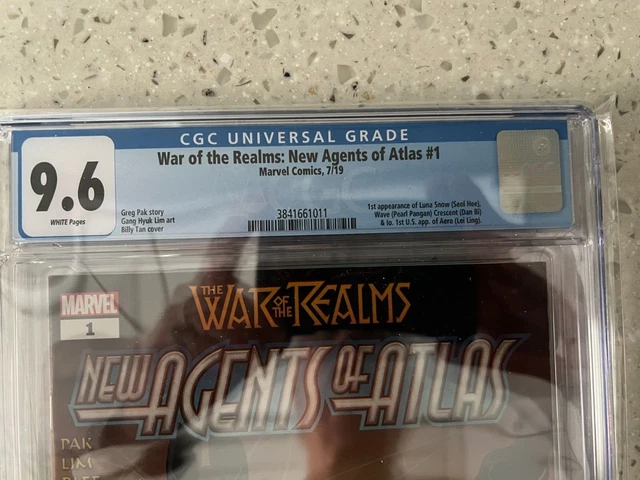 CGC UNIVERSAL GRADE
9.6
WHITE Pages
War of the Realms: New Agents of Atlas #1
Marvel Comics, 7/19
Greg Pak story
Gang Hyuk Lim art
Billy Tan cover
3841661011
1st appearance of Luna Snow (Seol Hee),
Wave (Pearl Pangan) Crescent (Dan Bi)
& Io. 1st U.S. app. of Aero (Lei Ling).
MARVEL
1
THE WAR OF THE REALMS
NEW AGENTS OF ATLAS
PAK
LIM